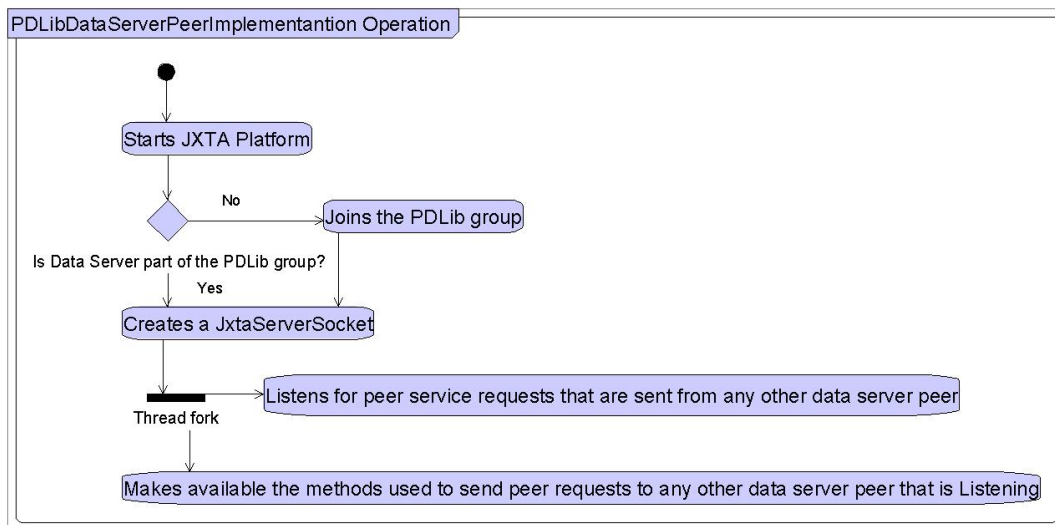 PDLibDataServerPeerImplementantion Operation
Starts JXTA Platform
No
Joins the PDLib group
Is Data Server part of the PDLib group?
Yes
Creates a JxtaServerSocket
Listens for peer service requests that are sent from any other data server peer
Thread fork
Makes available the methods used to send peer requests to any other data server peer that is Listening